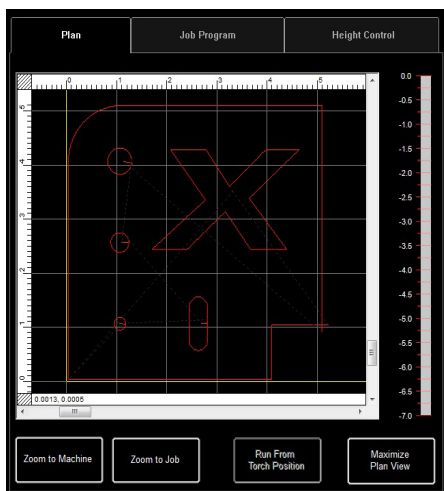 Plan
Job Program
Height Control
0 1 2 3 4 5
5
4
3
2
1
0
0.0
-0.5
-1.0
-1.5
-2.0
-2.5
-3.0
-3.5
-4.0
-4.5
-5.0
-5.5
-6.0
-6.5
-7.0
0.0013, 0.0005
Zoom to Machine
Zoom to Job
Run From
Torch Position
Maximize
Plan View